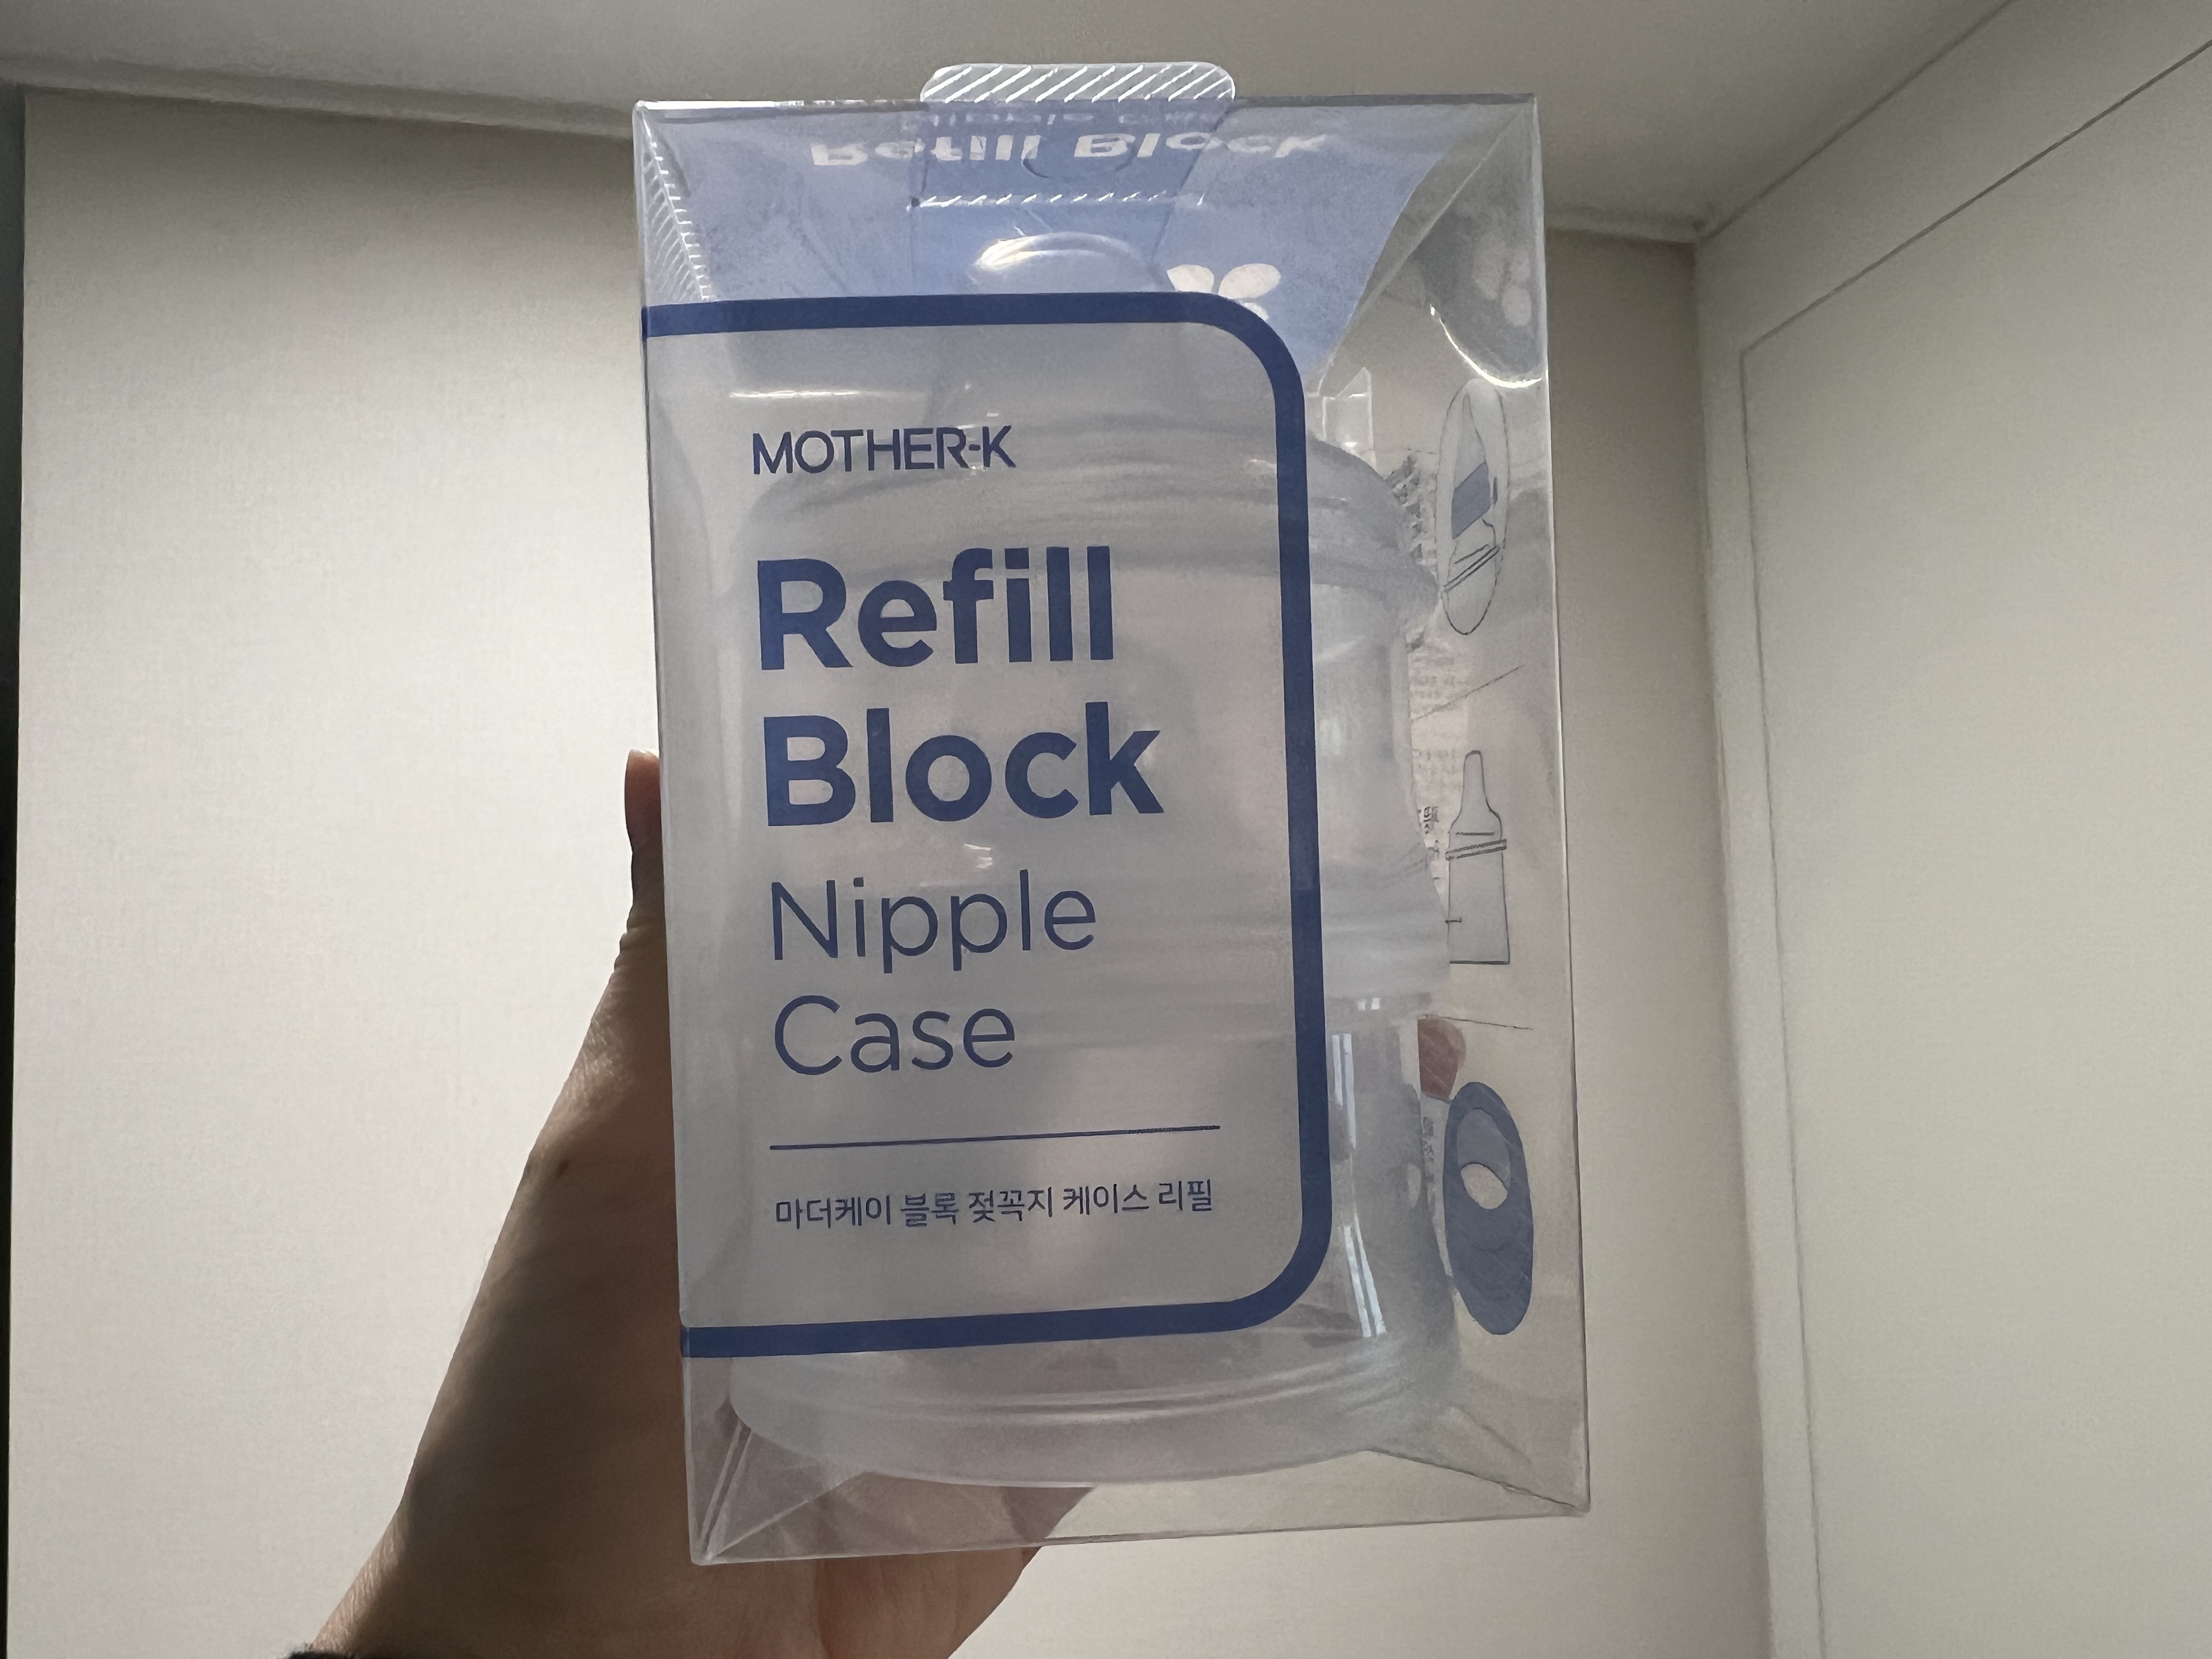 Refill Block
MOTHER-K
Refill
Block
Nipple
Case
마더케이 블록 젖꼭지 케이스 리필